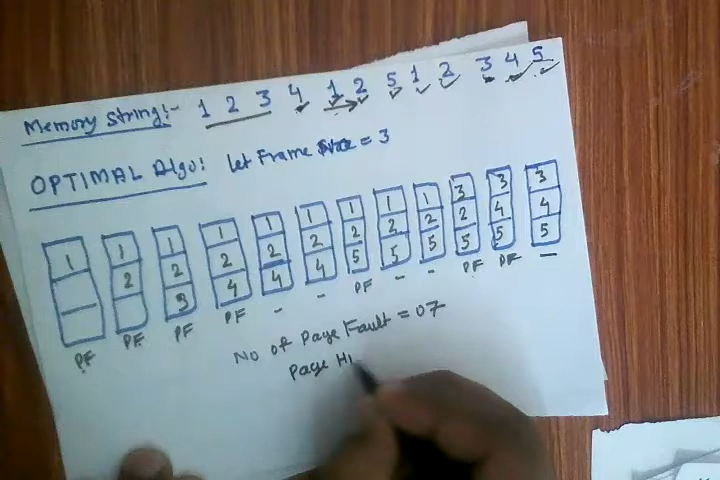 Memory String:- 1 2 3 4 1 2 5 1 2 3 4 5
OPTIMAL Algo: let Frame Size = 3
1 1 1 1 1 1 1 1 1 3 3 3
2 2 2 2 2 2 2 2 2 4 4
3 4 4 4 5 5 5 5 5 5
PF PF PF PF - - PF - - PF PF -
No of Page Fault = 07
Page Hi